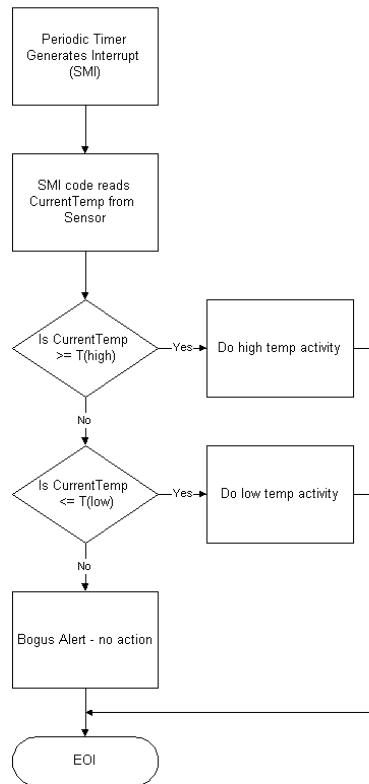 Periodic Timer
Generates Interrupt
(SMI)
SMI code reads
CurrentTemp from
Sensor
Is CurrentTemp
>= T(high)
Yes
Do high temp activity
No
Is CurrentTemp
<= T(low)
Yes
Do low temp activity
No
Bogus Alert - no action
EOI